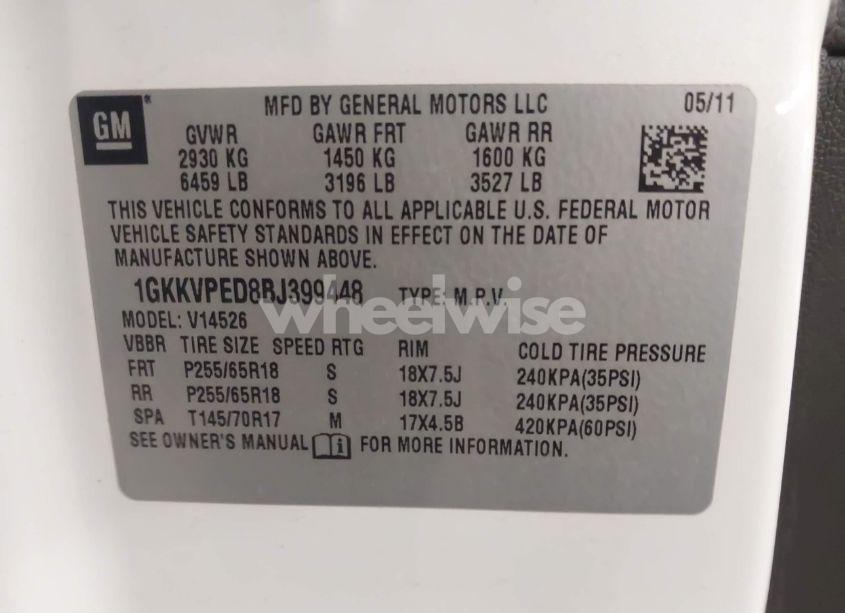 GM
MFD BY GENERAL MOTORS LLC 05/11
GVWR GAWR FRT GAWR RR
2930 KG 1450 KG 1600 KG
6459 LB 3196 LB 3527 LB
THIS VEHICLE CONFORMS TO ALL APPLICABLE U.S. FEDERAL MOTOR
VEHICLE SAFETY STANDARDS IN EFFECT ON THE DATE OF
MANUFACTURE SHOWN ABOVE.
1GKKVPED8BJ399448 TYPE: M.P.V.
wheelwise
MODEL: V14526
VBBR TIRE SIZE SPEED RTG RIM COLD TIRE PRESSURE
FRT P255/65R18 S 18X7.5J 240KPA(35PSI)
RR P255/65R18 S 18X7.5J 240KPA(35PSI)
SPA T145/70R17 M 17X4.5B 420KPA(60PSI)
SEE OWNER'S MANUAL i FOR MORE INFORMATION.